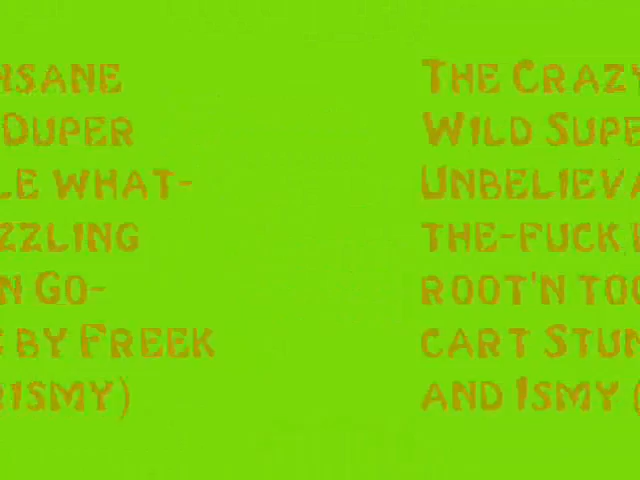 nsane
Duper
le what-
zzling
n Go-
by Freek
rismy)
The Crazy
Wild Supe
Unbelieva
the-fuck
root'n too
cart Stun
and Ismy (